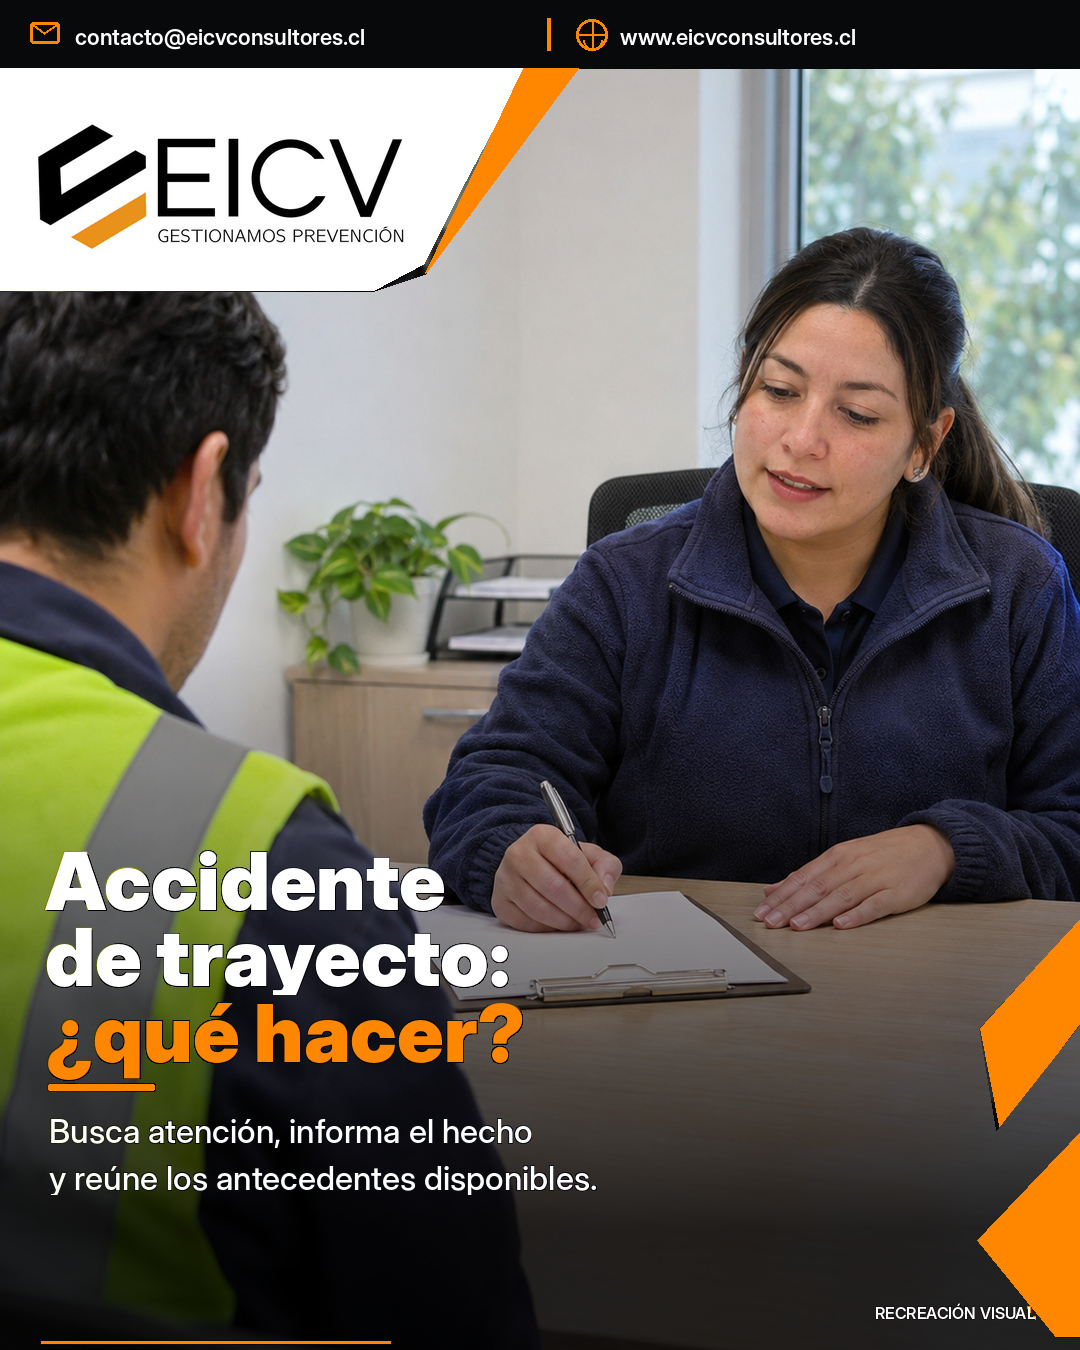 contacto@eicvconsultores.cl
www.eicvconsultores.cl
EICV
GESTIONAMOS PREVENCIÓN
Accidente
de trayecto:
¿qué hacer?
Busca atención, informa el hecho
y reúne los antecedentes disponibles.
RECREACIÓN VISUAL